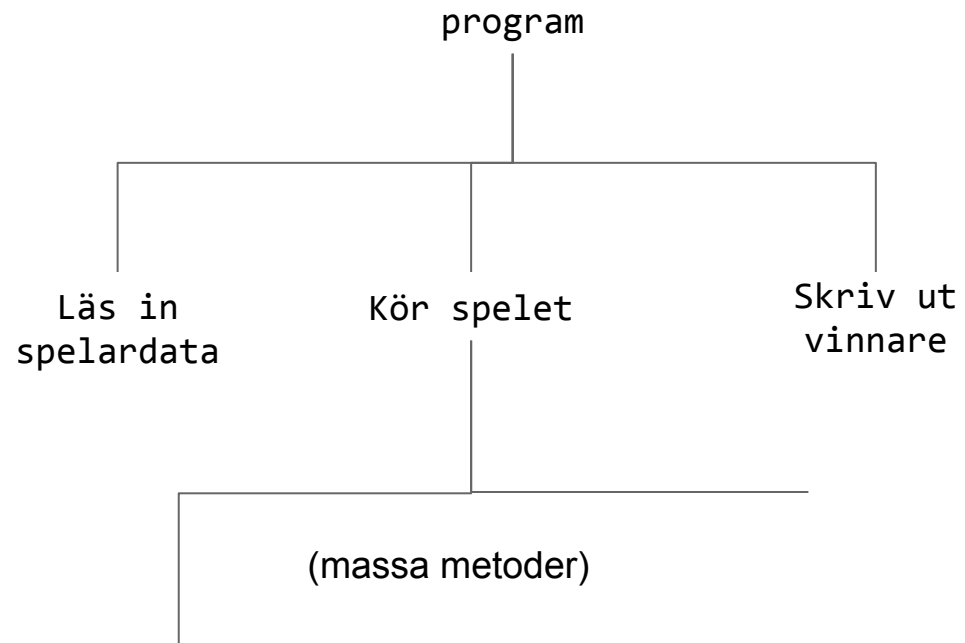 program
Läs in
spelardata
Kör spelet
Skriv ut
vinnare
(massa metoder)